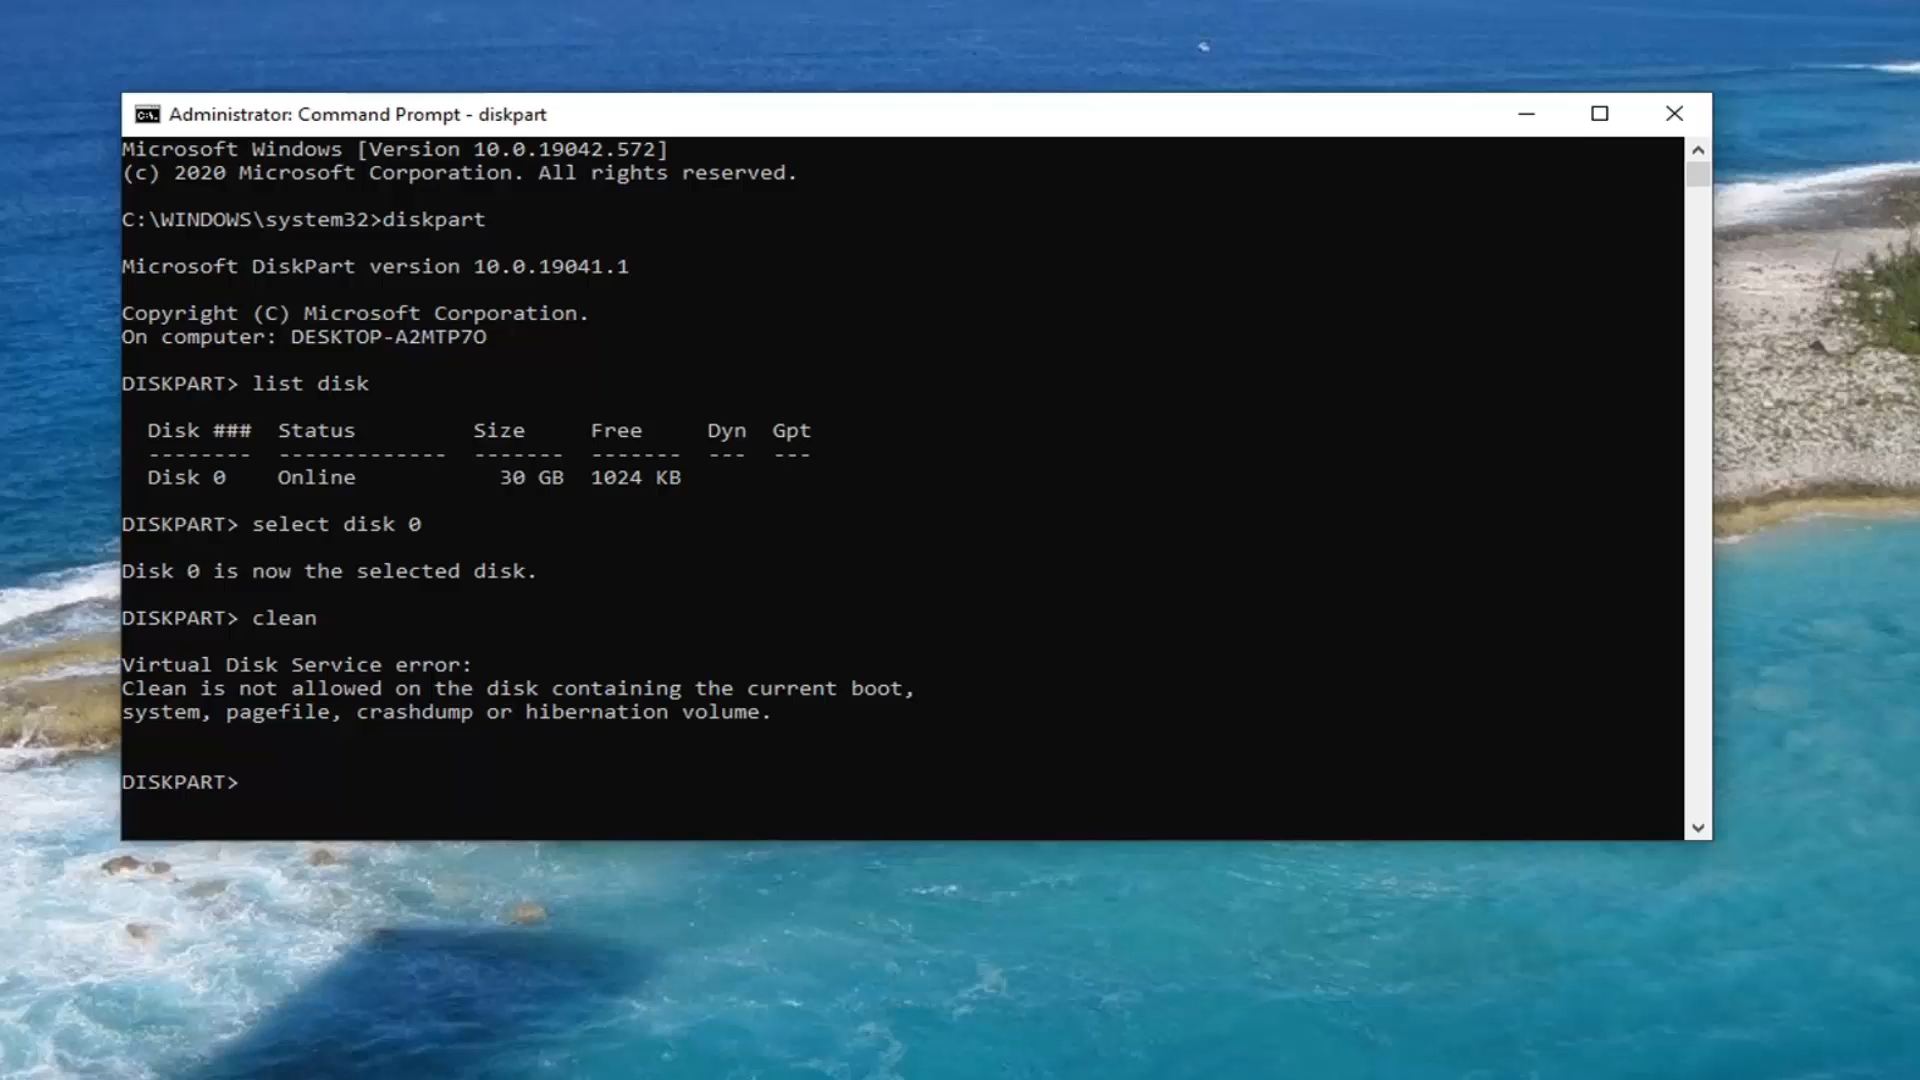 Administrator: Command Prompt - diskpart
Microsoft Windows [Version 10.0.19042.572]
(c) 2020 Microsoft Corporation. All rights reserved.
C:\WINDOWS\system32>diskpart
Microsoft DiskPart version 10.0.19041.1
Copyright (C) Microsoft Corporation.
On computer: DESKTOP-A2MTP7O
DISKPART> list disk
Disk ###  Status         Size     Free     Dyn  Gpt
--------  -------------  -------  -------  ---  ---
Disk 0    Online           30 GB  1024 KB
DISKPART> select disk 0
Disk 0 is now the selected disk.
DISKPART> clean
Virtual Disk Service error:
Clean is not allowed on the disk containing the current boot,
system, pagefile, crashdump or hibernation volume.
DISKPART>